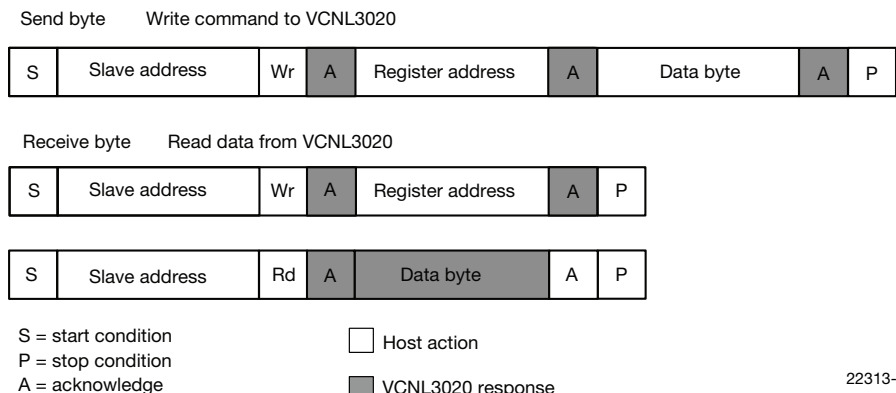 Send byte Write command to VCNL3020
S Slave address Wr A Register address A Data byte A P
Receive byte Read data from VCNL3020
S Slave address Wr A Register address A P
S Slave address Rd A Data byte A P
S = start condition
P = stop condition
A = acknowledge
Host action
VCNL3020 response
22313-